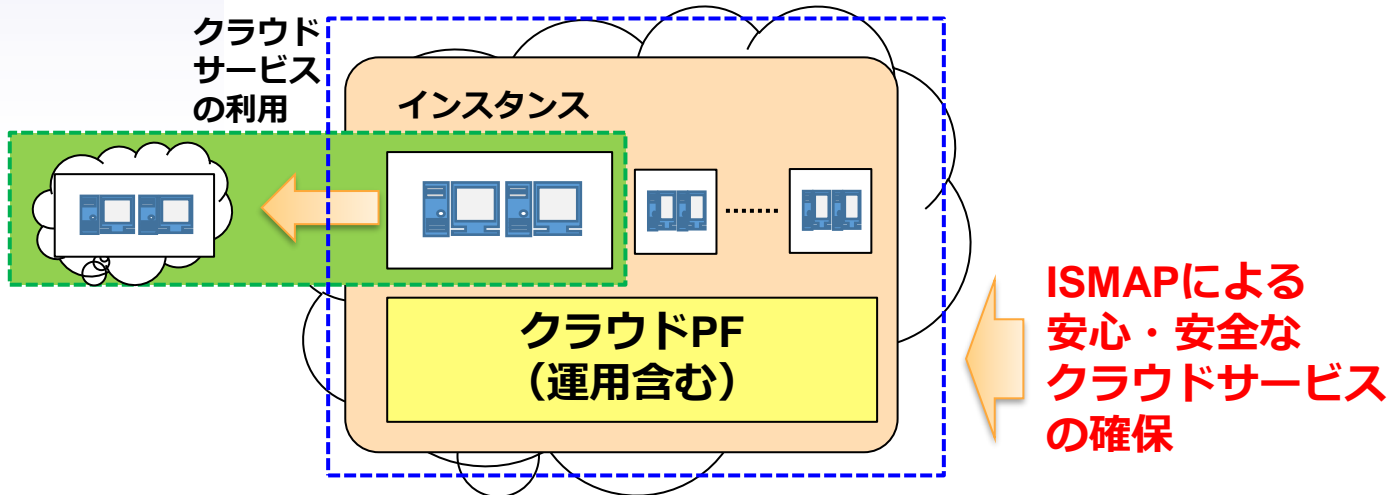 クラウド
サービス
の利用
インスタンス
クラウドPF
（運用含む）
ISMAPによる
安心・安全な
クラウドサービス
の確保